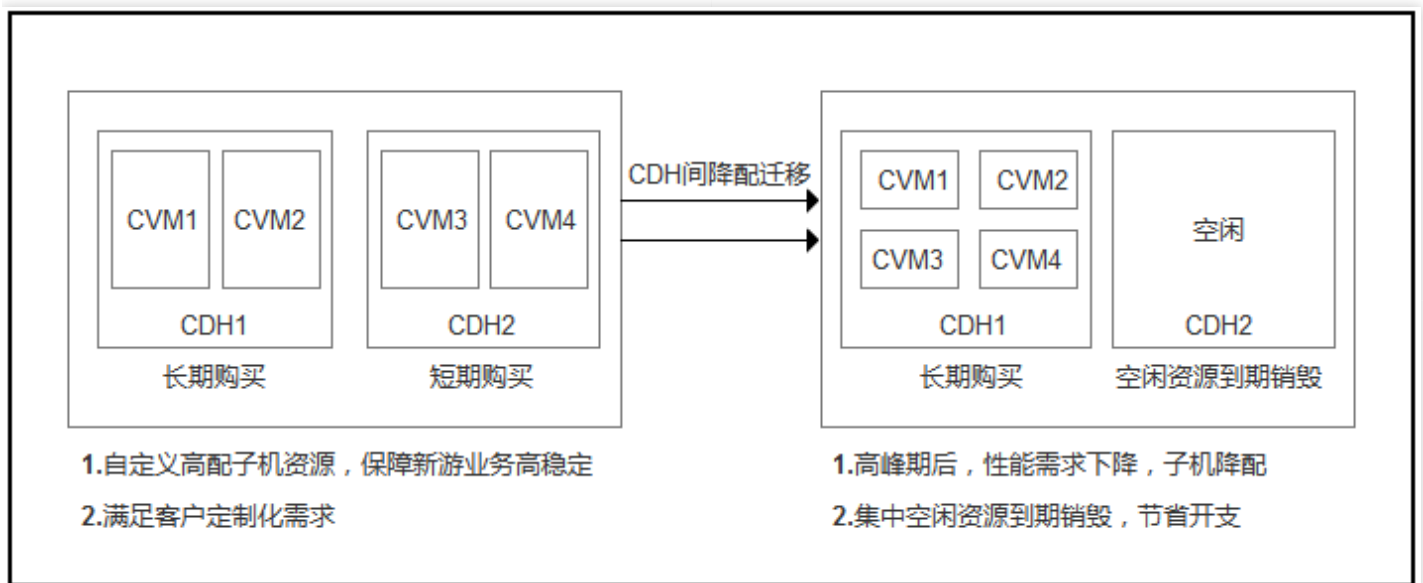 CDH间降配迁移
CVM1 CVM2 CVM3 CVM4
CDH1 CDH2
长期购买 短期购买
CVM1 CVM2
CVM3 CVM4
空闲
CDH1 CDH2
长期购买 空闲资源到期销毁
1.自定义高配子机资源，保障新游业务高稳定
2.满足客户定制化需求
1.高峰期后，性能需求下降，子机降配
2.集中空闲资源到期销毁，节省开支